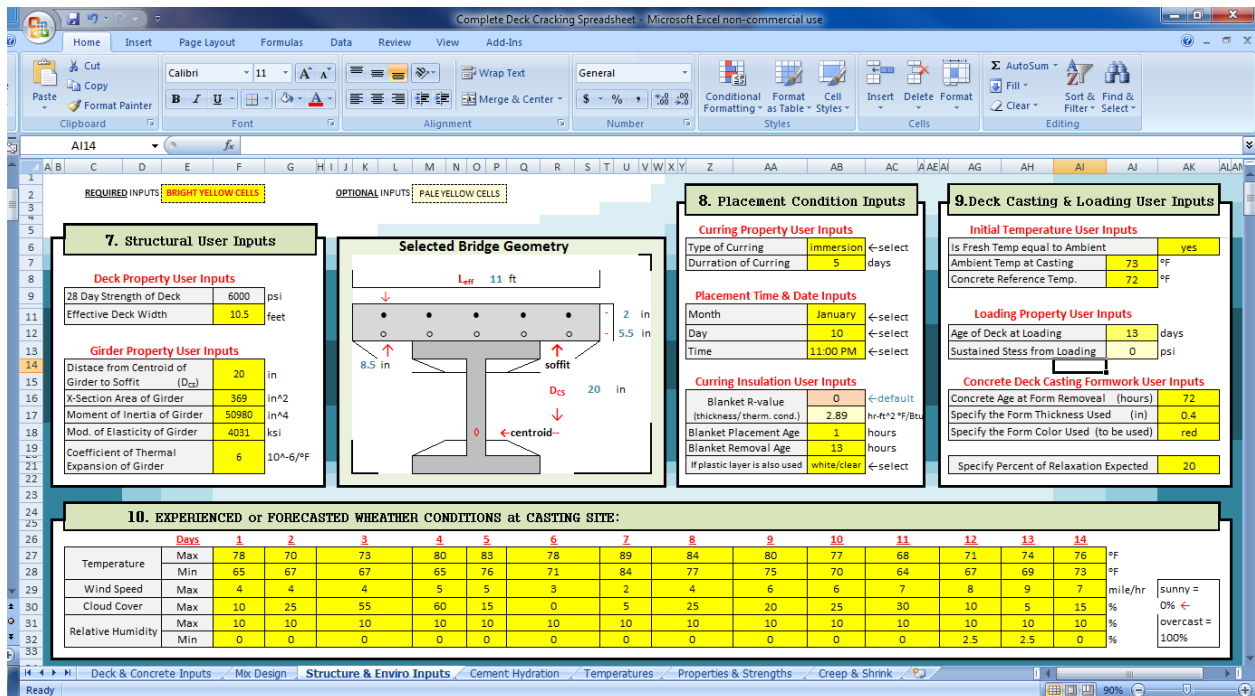 Complete Deck Cracking Spreadsheet - Microsoft Excel non-commercial use
Home Insert Page Layout Formulas Data Review View Add-Ins
Paste
Cut
Copy
Format Painter
Clipboard
Calibri 11
Font
Wrap Text
Merge & Center
Alignment
General
Number
Conditional Formatting
Format as Table
Cell Styles
Styles
Insert Delete Format
Cells
AutoSum
Fill
Clear
Sort & Filter
Find & Select
Editing
AI14
fx
A B C D E F G H I J K L M N O P Q R S T U V W X Y Z AA AB AC AG AH AI AJ AK
REQUIRED INPUTS BRIGHT YELLOW CELLS
OPTIONAL INPUTS PALE YELLOW CELLS
7. Structural User Inputs
Deck Property User Inputs
28 Day Strength of Deck 6000 psi
Effective Deck Width 10.5 feet
Girder Property User Inputs
Distace from Centroid of Girder to Soffit (DCS) 20 in
X-Section Area of Girder 369 in^2
Moment of Inertia of Girder 50980 in^4
Mod. of Elasticity of Girder 4031 ksi
Coefficient of Thermal Expansion of Girder 6 10^-6/°F
Selected Bridge Geometry
Leff 11 ft
2 in
5.5 in
8.5 in
soffit
DCS 20 in
←centroid--
8. Placement Condition Inputs
Curring Property User Inputs
Type of Curring immersion ←select
Durration of Curring 5 days
Placement Time & Date Inputs
Month January ←select
Day 10 ←select
Time 11:00 PM ←select
Curring Insulation User Inputs
Blanket R-value 0 ←default
(thickness/therm. cond.) 2.89 hr-ft^2 °F/Btu
Blanket Placement Age 1 hours
Blanket Removal Age 13 hours
If plastic layer is also used white/clear ←select
9.Deck Casting & Loading User Inputs
Initial Temperature User Inputs
Is Fresh Temp equal to Ambient yes
Ambient Temp at Casting 73 °F
Concrete Reference Temp. 72 °F
Loading Property User Inputs
Age of Deck at Loading 13 days
Sustained Stess from Loading 0 psi
Concrete Deck Casting Formwork User Inputs
Concrete Age at Form Removeal (hours) 72
Specify the Form Thickness Used (in) 0.4
Specify the Form Color Used (to be used) red
Specify Percent of Relaxation Expected 20
10. EXPERIENCED or FORECASTED WHEATHER CONDITIONS at CASTING SITE:
Days 1 2 3 4 5 6 7 8 9 10 11 12 13 14
Temperature
Max 78 70 73 80 83 78 89 84 80 77 68 71 74 76 °F
Min 65 67 67 65 76 71 84 77 75 70 64 67 69 73 °F
Wind Speed Max 4 4 4 5 5 3 2 4 6 6 7 8 9 7 mile/hr
Cloud Cover Max 10 25 55 60 15 0 5 25 20 25 30 10 5 15 %
Relative Humidity
Max 10 10 10 10 10 10 10 10 10 10 10 10 10 10 %
Min 0 0 0 0 0 0 0 0 0 0 0 2.5 2.5 0 %
sunny = 0% ←
overcast = 100%
Deck & Concrete Inputs Mix Design Structure & Enviro Inputs Cement Hydration Temperatures Properties & Strengths Creep & Shrink
Ready
90%